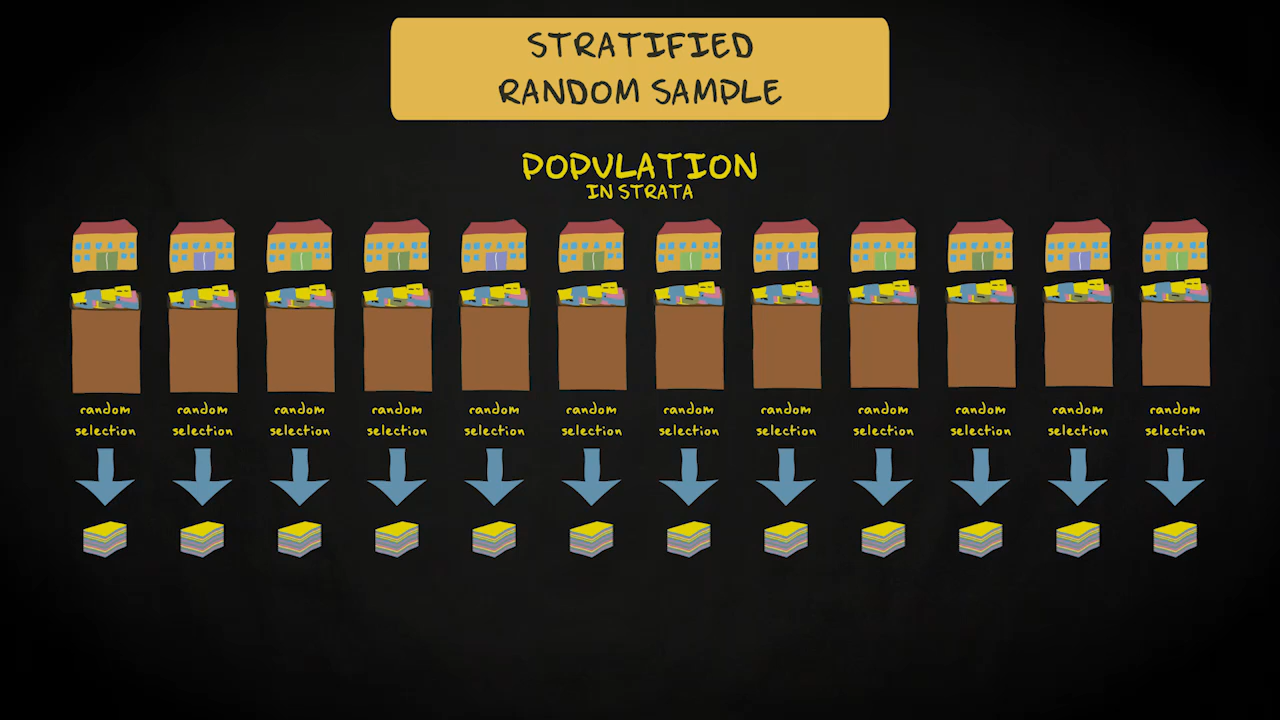 STRATIFIED
RANDOM SAMPLE
POPULATION
IN STRATA
random random random random random random random random random random random random
selection selection selection selection selection selection selection selection selection selection selection selection